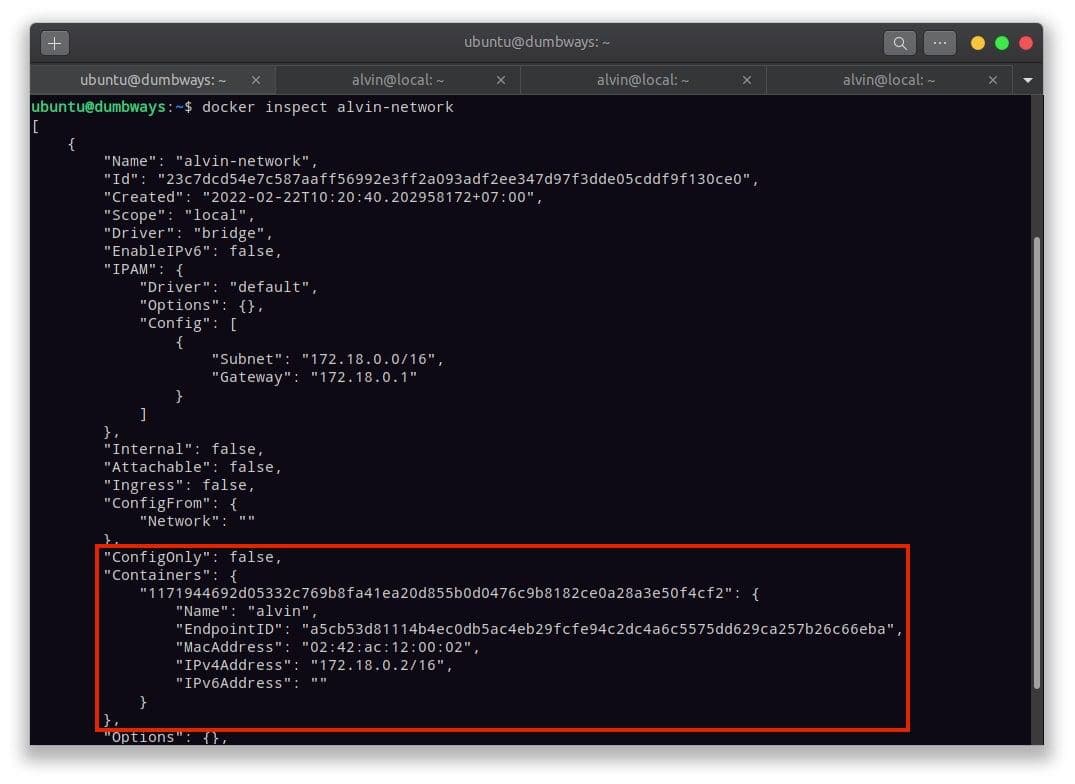 ubuntu@dumbways: ~
ubuntu@dumbways: ~ × alvin@local: ~ × alvin@local: ~ × alvin@local: ~ ×
ubuntu@dumbways:~$ docker inspect alvin-network
[
    {
        "Name": "alvin-network",
        "Id": "23c7dcd54e7c587aaff56992e3ff2a093adf2ee347d97f3dde05cddf9f130ce0",
        "Created": "2022-02-22T10:20:40.202958172+07:00",
        "Scope": "local",
        "Driver": "bridge",
        "EnableIPv6": false,
        "IPAM": {
            "Driver": "default",
            "Options": {},
            "Config": [
                {
                    "Subnet": "172.18.0.0/16",
                    "Gateway": "172.18.0.1"
                }
            ]
        },
        "Internal": false,
        "Attachable": false,
        "Ingress": false,
        "ConfigFrom": {
            "Network": ""
        },
        "ConfigOnly": false,
        "Containers": {
            "1171944692d05332c769b8fa41ea20d855b0d0476c9b8182ce0a28a3e50f4cf2": {
                "Name": "alvin",
                "EndpointID": "a5cb53d81114b4ec0db5ac4eb29fcfe94c2dc4a6c5575dd629ca257b26c66eba",
                "MacAddress": "02:42:ac:12:00:02",
                "IPv4Address": "172.18.0.2/16",
                "IPv6Address": ""
            }
        },
        "Options": {},